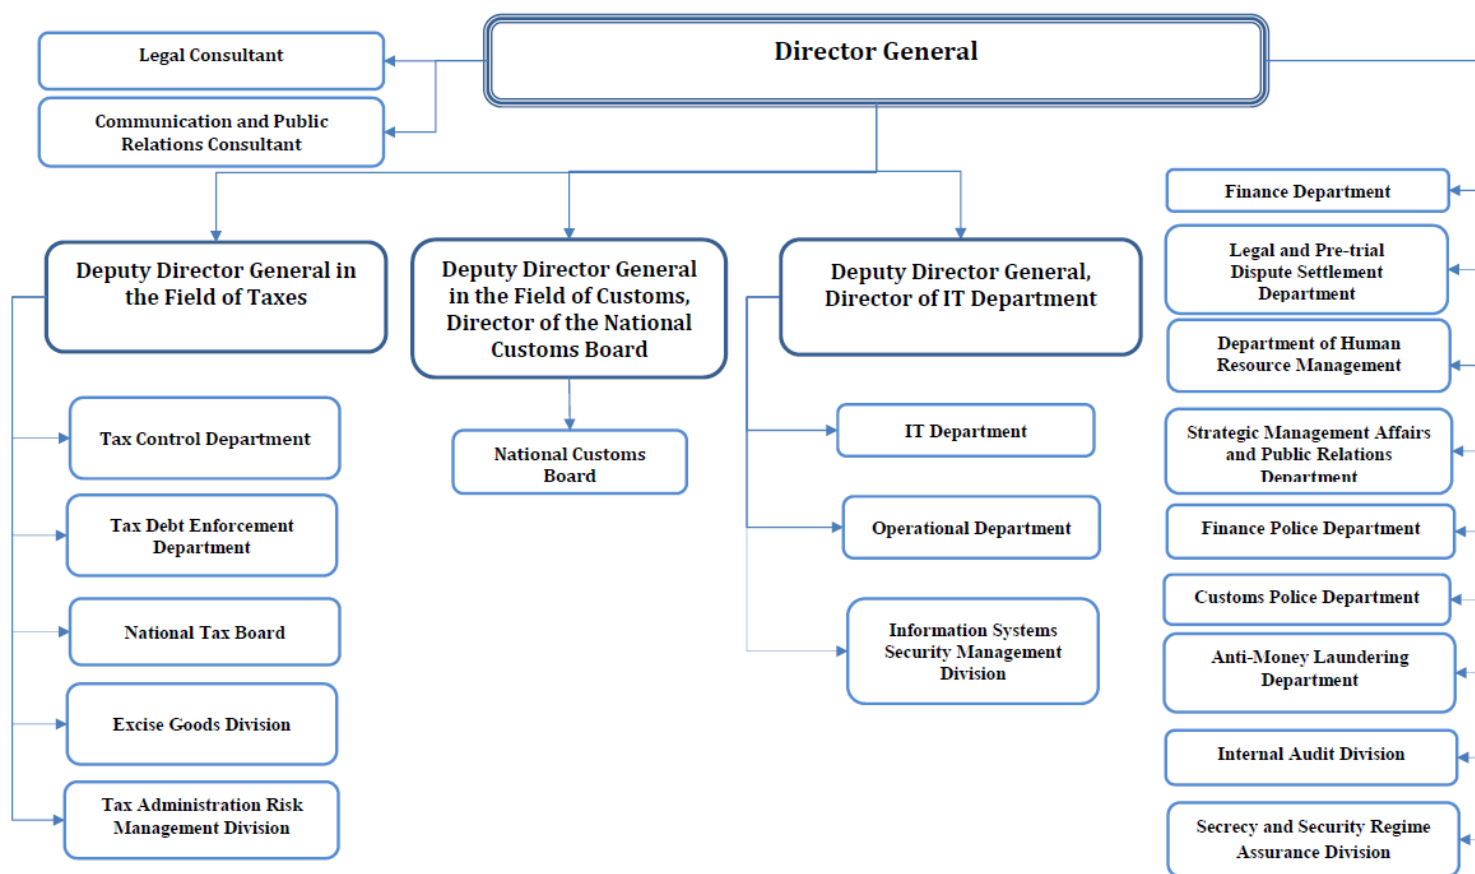 Director General
Legal Consultant
Communication and Public
Relations Consultant
Deputy Director General in
the Field of Taxes
Deputy Director General
in the Field of Customs,
Director of the National
Customs Board
Deputy Director General,
Director of IT Department
Tax Control Department
Tax Debt Enforcement
Department
National Tax Board
Excise Goods Division
Tax Administration Risk
Management Division
National Customs
Board
IT Department
Operational Department
Information Systems
Security Management
Division
Finance Department
Legal and Pre-trial
Dispute Settlement
Department
Department of Human
Resource Management
Strategic Management Affairs
and Public Relations
Department
Finance Police Department
Customs Police Department
Anti-Money Laundering
Department
Internal Audit Division
Secrecy and Security Regime
Assurance Division